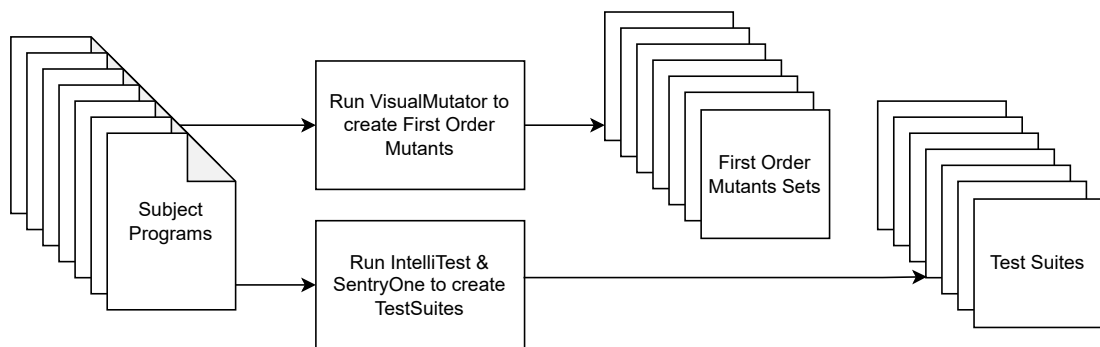 Subject
Programs
Run VisualMutator to
create First Order
Mutants
First Order
Mutants Sets
Run IntelliTest &
SentryOne to create
TestSuites
Test Suites